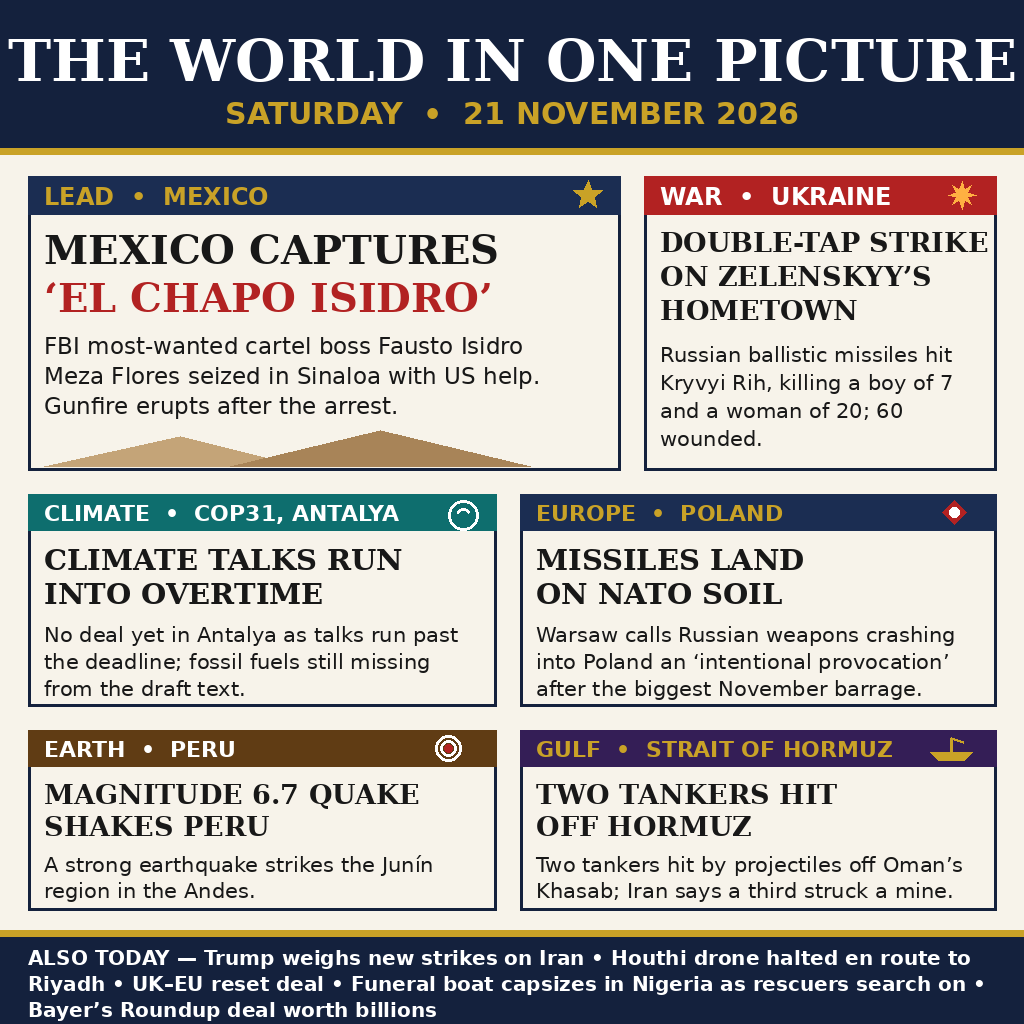 THE WORLD IN ONE PICTURE
SATURDAY • 21 NOVEMBER 2026
LEAD • MEXICO
MEXICO CAPTURES
‘EL CHAPO ISIDRO’
FBI most-wanted cartel boss Fausto Isidro
Meza Flores seized in Sinaloa with US help.
Gunfire erupts after the arrest.
WAR • UKRAINE
DOUBLE-TAP STRIKE
ON ZELENSKYY’S
HOMETOWN
Russian ballistic missiles hit
Kryvyi Rih, killing a boy of 7
and a woman of 20; 60
wounded.
CLIMATE • COP31, ANTALYA
CLIMATE TALKS RUN
INTO OVERTIME
No deal yet in Antalya as talks run past
the deadline; fossil fuels still missing
from the draft text.
EUROPE • POLAND
MISSILES LAND
ON NATO SOIL
Warsaw calls Russian weapons crashing
into Poland an ‘intentional provocation’
after the biggest November barrage.
EARTH • PERU
MAGNITUDE 6.7 QUAKE
SHAKES PERU
A strong earthquake strikes the Junín
region in the Andes.
GULF • STRAIT OF HORMUZ
TWO TANKERS HIT
OFF HORMUZ
Two tankers hit by projectiles off Oman’s
Khasab; Iran says a third struck a mine.
ALSO TODAY — Trump weighs new strikes on Iran • Houthi drone halted en route to
Riyadh • UK–EU reset deal • Funeral boat capsizes in Nigeria as rescuers search on •
Bayer’s Roundup deal worth billions